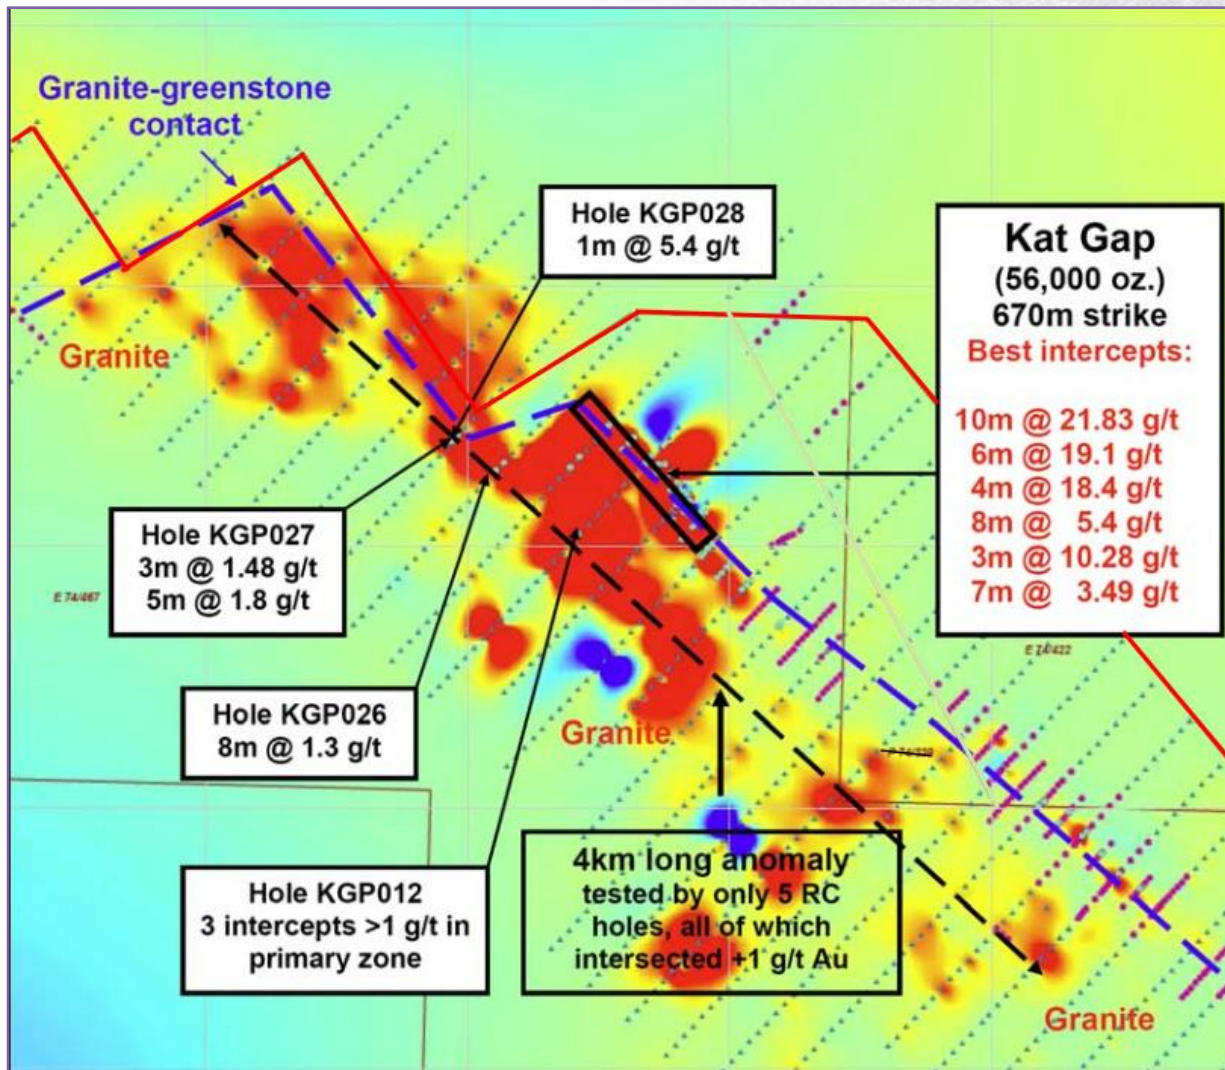 Granite-greenstone
contact
Hole KGP028
1m @ 5.4 g/t
Kat Gap
(56,000 oz.)
670m strike
Best intercepts:
10m @ 21.83 g/t
6m @ 19.1 g/t
4m @ 18.4 g/t
8m @ 5.4 g/t
3m @ 10.28 g/t
7m @ 3.49 g/t
Granite
Hole KGP027
3m @ 1.48 g/t
5m @ 1.8 g/t
E 74/467
Hole KGP026
8m @ 1.3 g/t
Granite
Hole KGP012
3 intercepts >1 g/t in
primary zone
4km long anomaly
tested by only 5 RC
holes, all of which
intersected +1 g/t Au
Granite